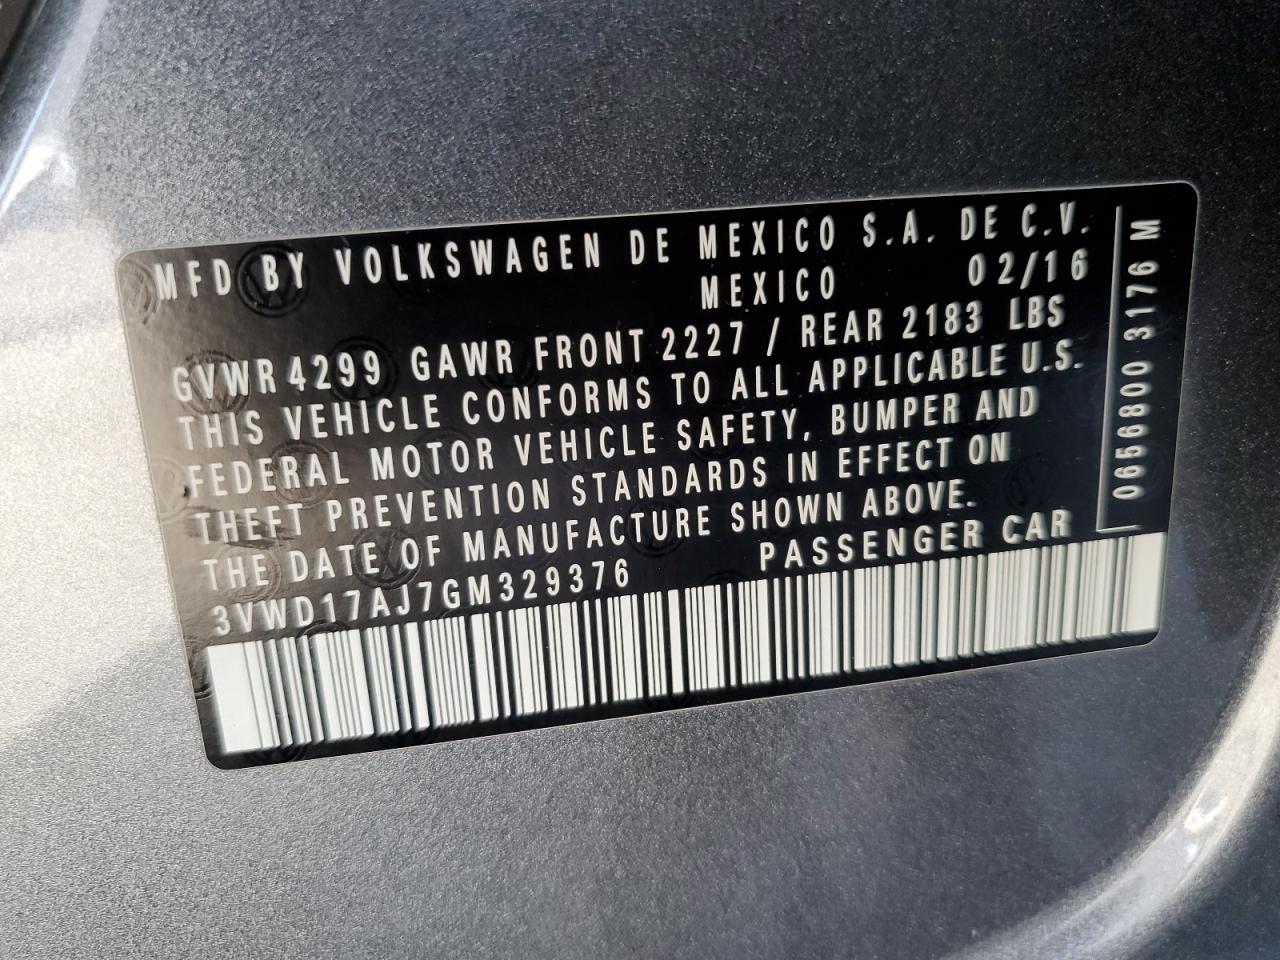 MFD BY VOLKSWAGEN DE MEXICO S.A. DE C.V.
MEXICO 02/16
GVWR 4299 GAWR FRONT 2227 / REAR 2183 LBS
THIS VEHICLE CONFORMS TO ALL APPLICABLE U.S.
FEDERAL MOTOR VEHICLE SAFETY, BUMPER AND
THEFT PREVENTION STANDARDS IN EFFECT ON
THE DATE OF MANUFACTURE SHOWN ABOVE.
3VWD17AJ7GM329376 PASSENGER CAR
0656800 3176 M